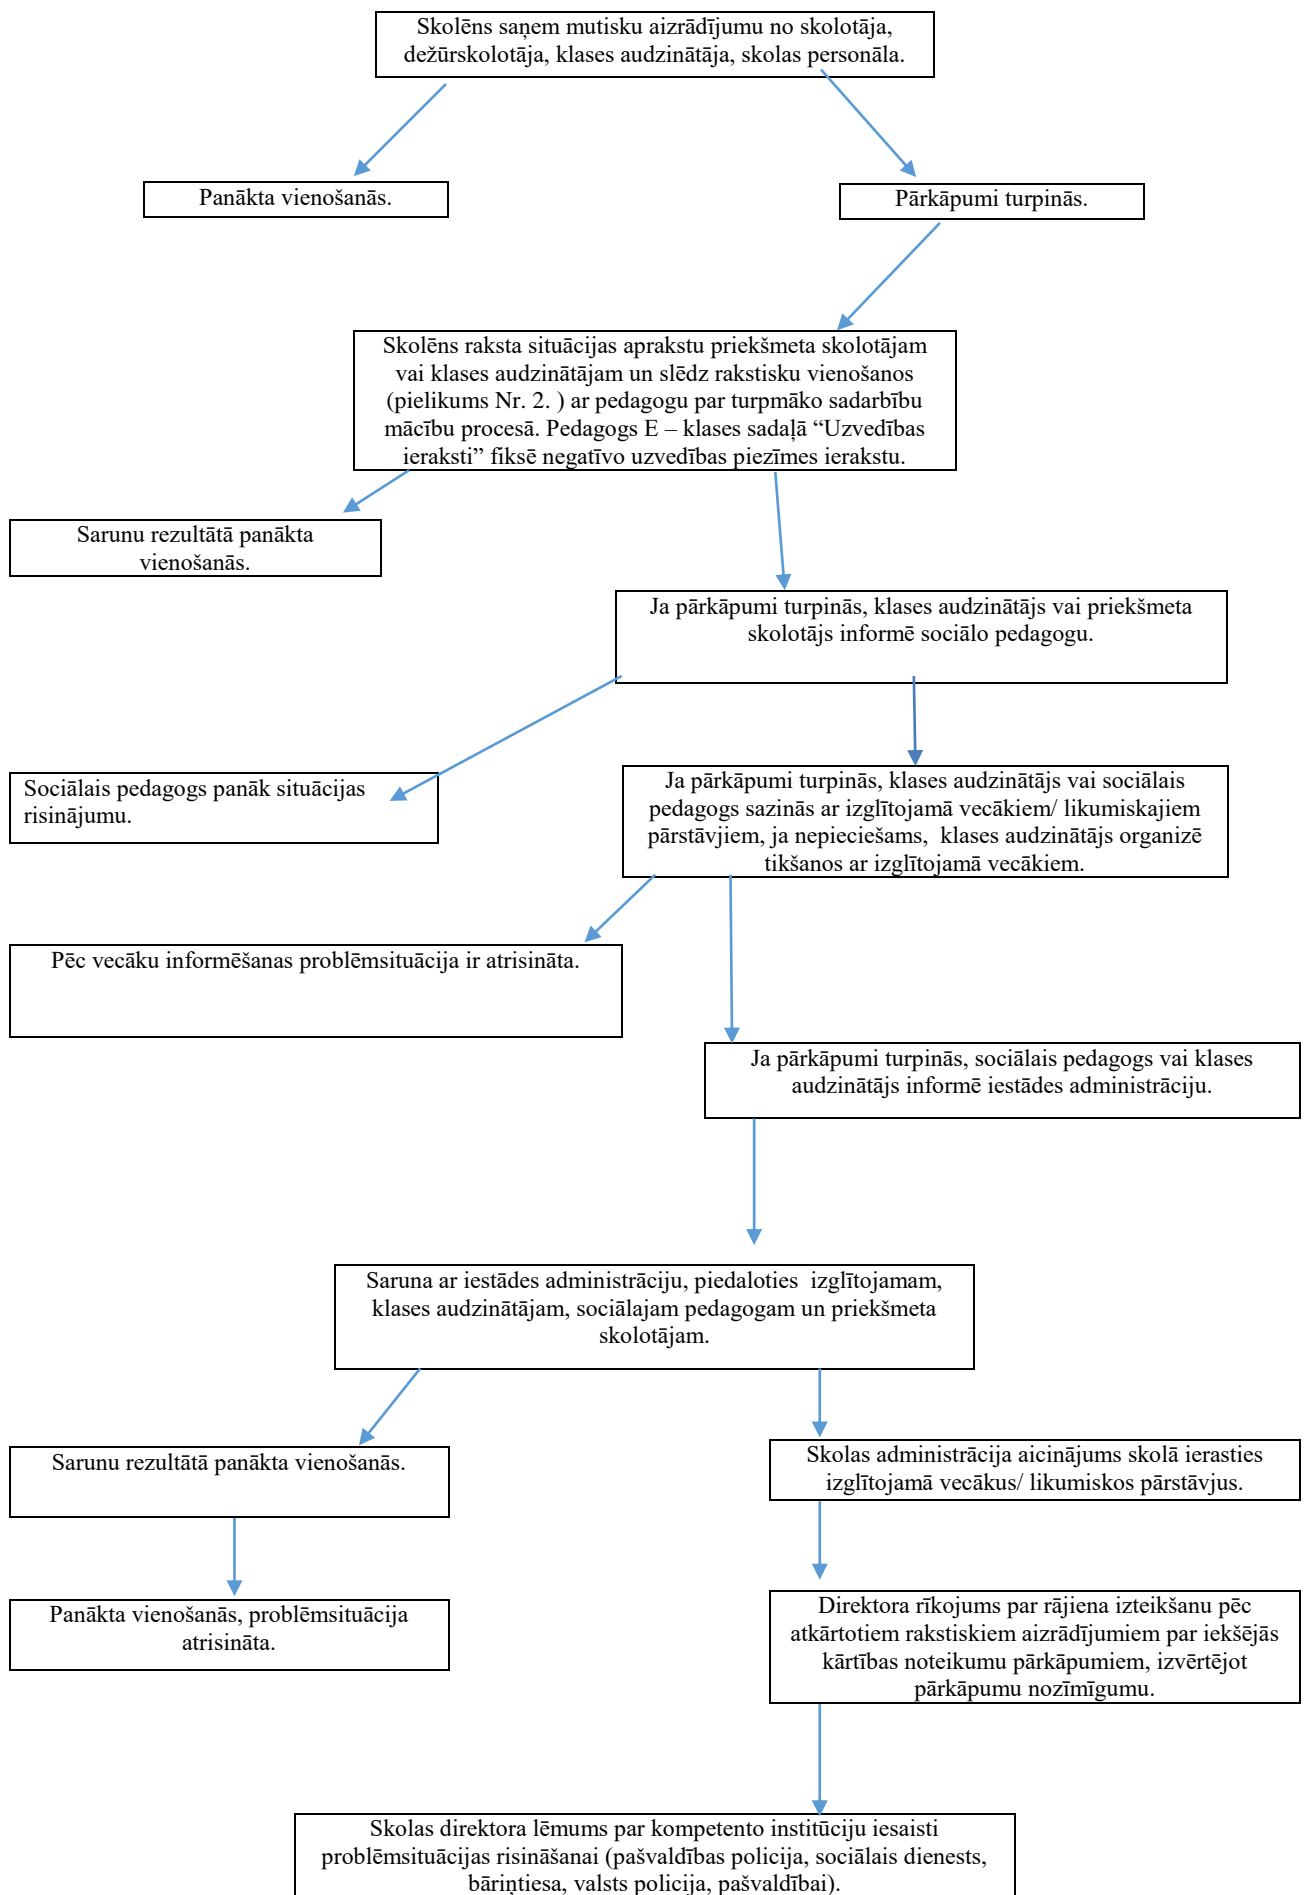 Skolēns saņem mutisku aizrādījumu no skolotāja,
dežūrskolotāja, klases audzinātāja, skolas personāla.
Panākta vienošanās.
Pārkāpumi turpinās.
Skolēns raksta situācijas aprakstu priekšmeta skolotājam
vai klases audzinātājam un slēdz rakstisku vienošanos
(pielikums Nr. 2. ) ar pedagogu par turpmāko sadarbību
mācību procesā. Pedagogs E – klases sadaļā “Uzvedības
ieraksti” fiksē negatīvo uzvedības piezīmes ierakstu.
Sarunu rezultātā panākta
vienošanās.
Ja pārkāpumi turpinās, klases audzinātājs vai priekšmeta
skolotājs informē sociālo pedagogu.
Sociālais pedagogs panāk situācijas
risinājumu.
Ja pārkāpumi turpinās, klases audzinātājs vai sociālais
pedagogs sazinās ar izglītojamā vecākiem/ likumiskajiem
pārstāvjiem, ja nepieciešams,  klases audzinātājs organizē
tikšanos ar izglītojamā vecākiem.
Pēc vecāku informēšanas problēmsituācija ir atrisināta.
Ja pārkāpumi turpinās, sociālais pedagogs vai klases
audzinātājs informē iestādes administrāciju.
Saruna ar iestādes administrāciju, piedaloties  izglītojamam,
klases audzinātājam, sociālajam pedagogam un priekšmeta
skolotājam.
Sarunu rezultātā panākta vienošanās.
Skolas administrācija aicinājums skolā ierasties
izglītojamā vecākus/ likumiskos pārstāvjus.
Panākta vienošanās, problēmsituācija
atrisināta.
Direktora rīkojums par rājiena izteikšanu pēc
atkārtotiem rakstiskiem aizrādījumiem par iekšējās
kārtības noteikumu pārkāpumiem, izvērtējot
pārkāpumu nozīmīgumu.
Skolas direktora lēmums par kompetento institūciju iesaisti
problēmsituācijas risināšanai (pašvaldības policija, sociālais dienests,
bāriņtiesa, valsts policija, pašvaldībai).